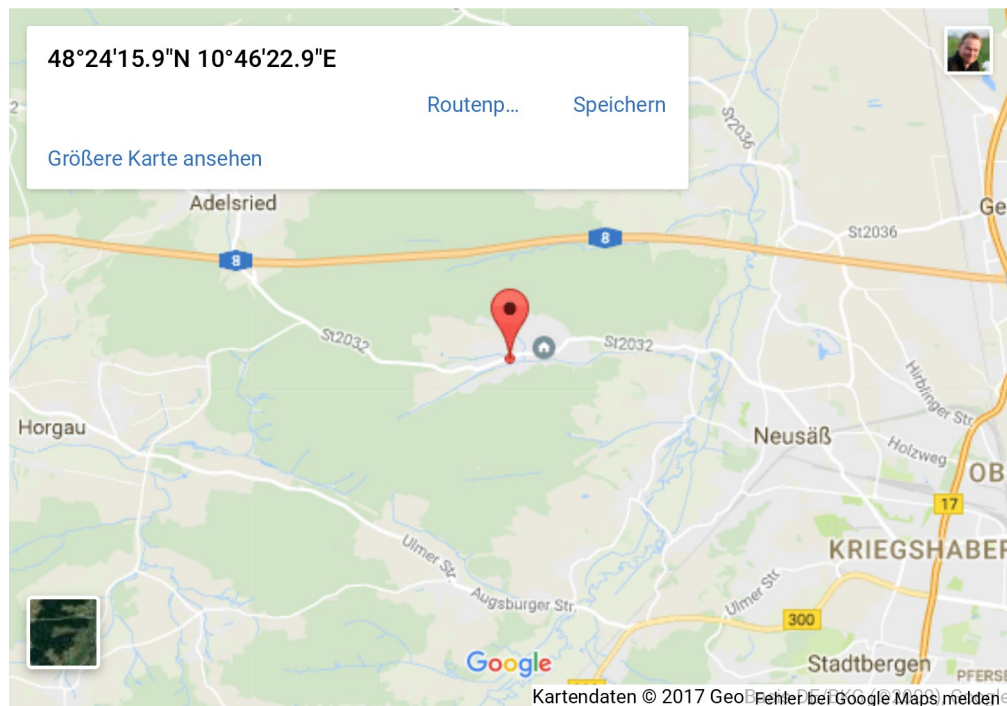 48°24'15.9"N 10°46'22.9"E
Routenp...
Speichern
Größere Karte ansehen
2
St2036
Adelsried
Ge
St2036
8
8
St2032
St2032
Hirblinger Str.
Horgau
Neusäß
Holzweg
OB
17
KRIEGSHABER
Ulmer Str.
Augsburger Str.
Ulmer Str.
300
Google
Stadtbergen
PFERSE
Kartendaten © 2017 Geo
Fehler bei Google Maps melden